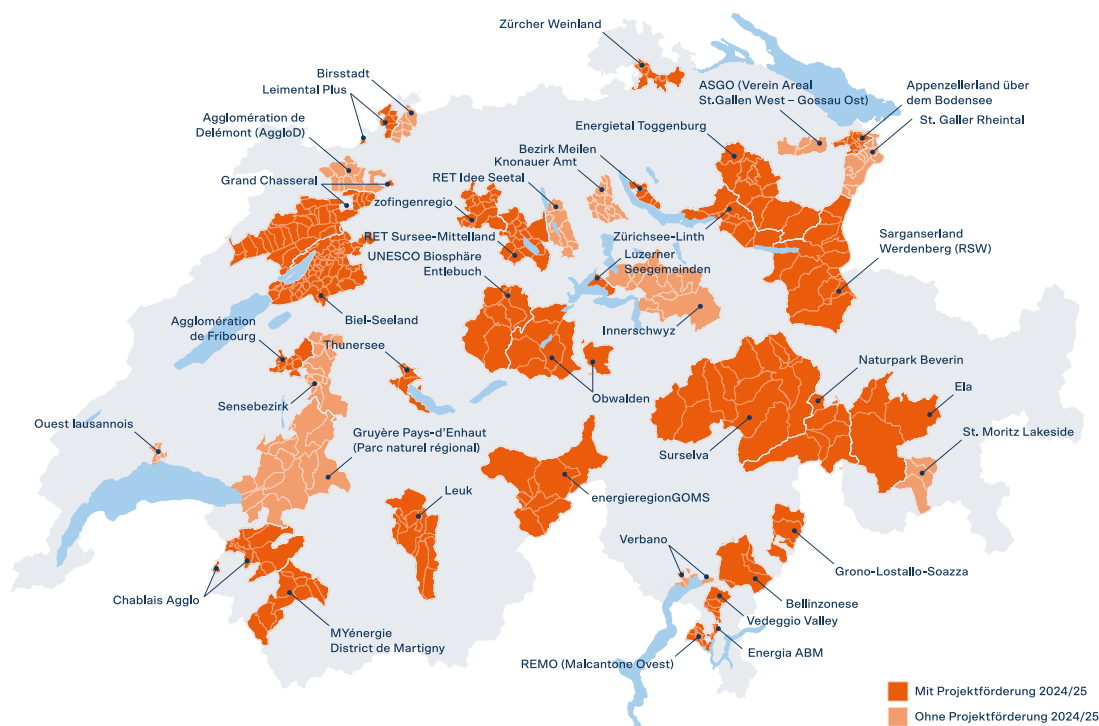 Zürcher Weinland
Birsstadt
Leimental Plus
Agglomération de
Delémont (AggloD)
Grand Chasseral
zofingenregio
RET Sursee-Mittelland
UNESCO Biosphäre
Entlebuch
RET Idee Seetal
Knonauer Amt
Bezirk Meilen
Energietal Toggenburg
ASGO (Verein Areal
St.Gallen West – Gossau Ost)
Appenzellerland über
dem Bodensee
St. Galler Rheintal
Zürichsee-Linth
Luzerner
Seegemeinden
Sarganserland
Werdenberg (RSW)
Innerschwyz
Biel-Seeland
Agglomération
de Fribourg
Thunersee
Obwalden
Sensebezirk
Naturpark Beverin
Ela
St. Moritz Lakeside
Surselva
Ouest lausannois
Gruyère Pays-d’Enhaut
(Parc naturel régional)
Leuk
energieregionGOMS
Verbano
Grono-Lostallo-Soazza
Chablais Agglo
MYénergie
District de Martigny
Bellinzonese
Vedeggio Valley
Energia ABM
REMO (Malcantone Ovest)
Mit Projektförderung 2024/25
Ohne Projektförderung 2024/25